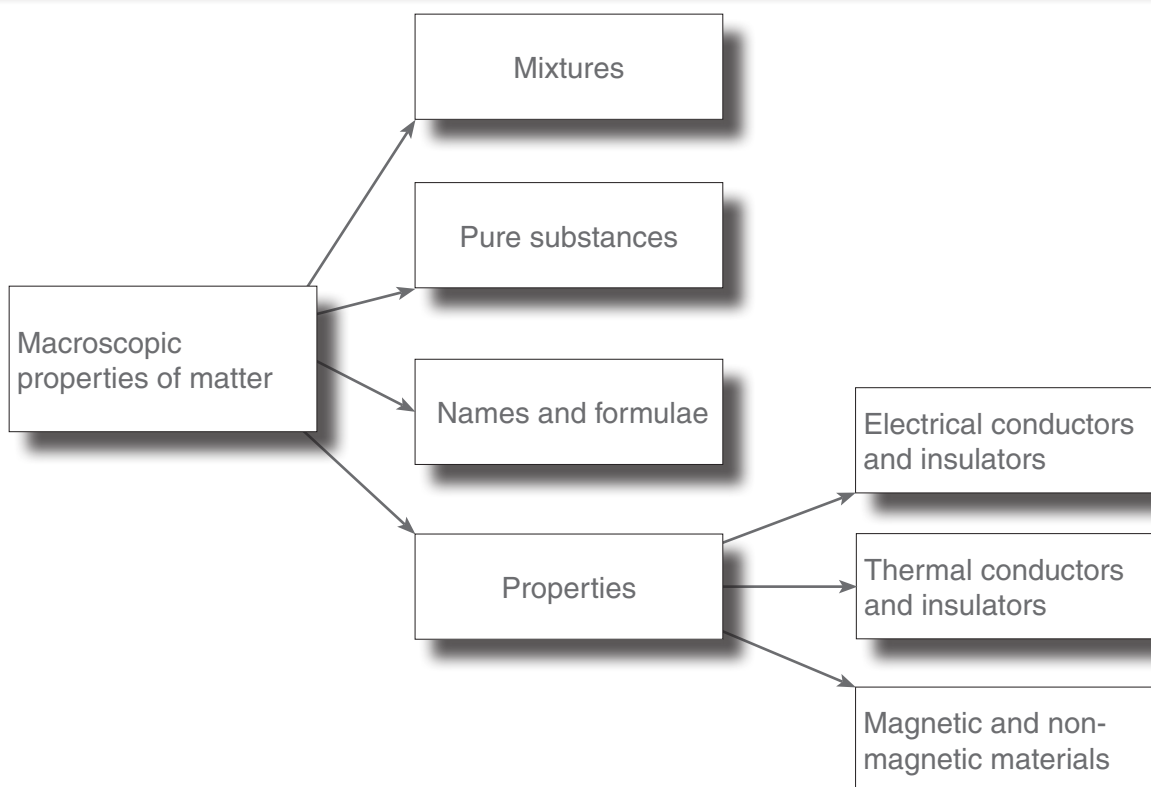 Mixtures
Pure substances
Macroscopic
properties of matter
Names and formulae
Electrical conductors
and insulators
Properties
Thermal conductors
and insulators
Magnetic and non-
magnetic materials